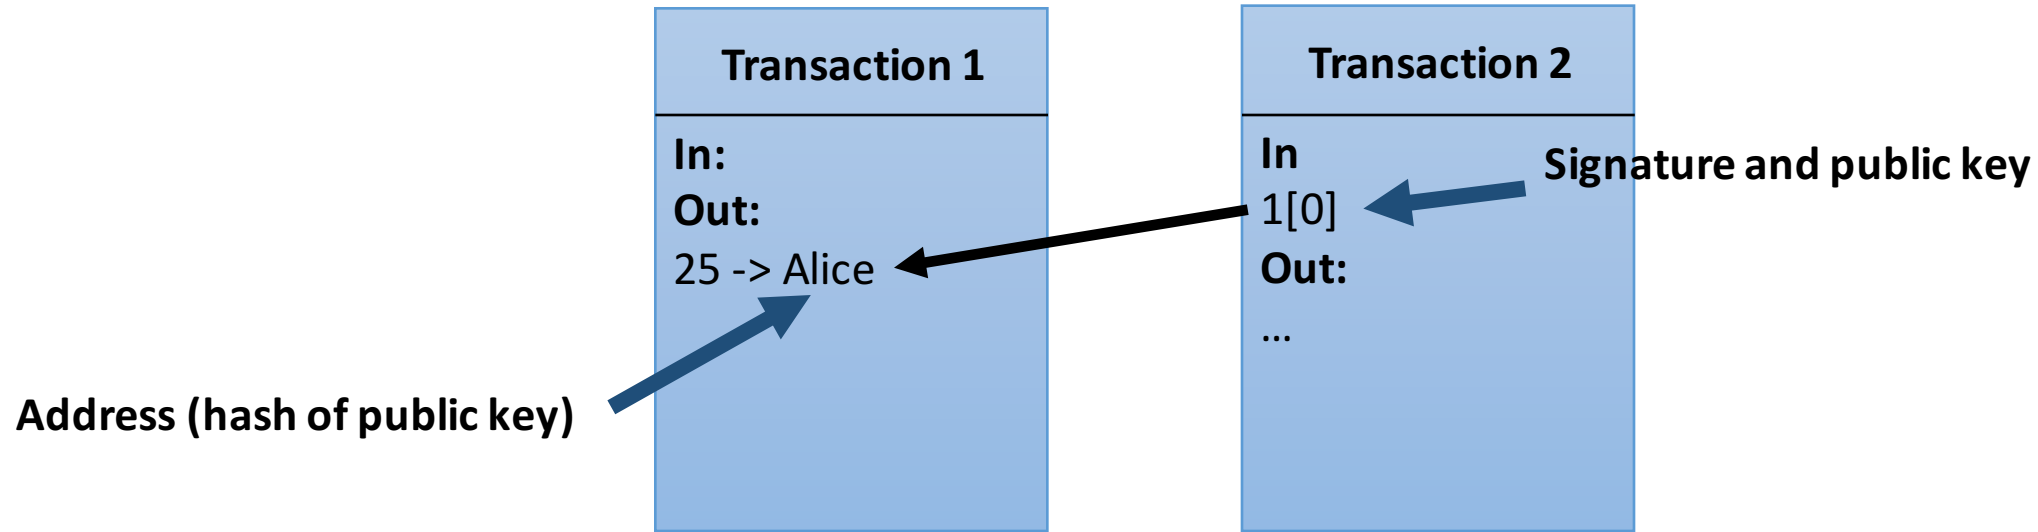 Transaction 1
In:
Out:
25 -> Alice
Address (hash of public key)
Transaction 2
In
1[0]
Out:
...
Signature and public key